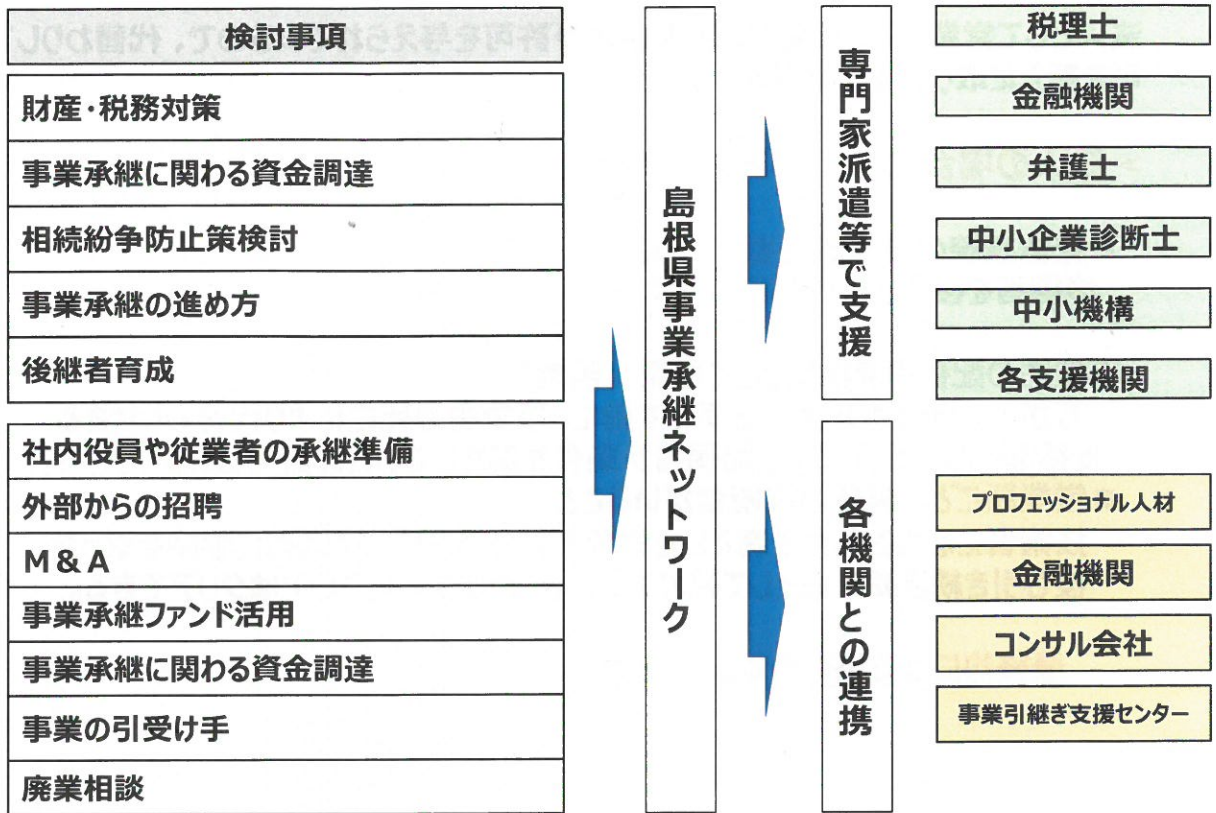 検討事項
財産・税務対策
事業承継に関わる資金調達
相続紛争防止策検討
事業承継の進め方
後継者育成
社内役員や従業者の承継準備
外部からの招聘
M&A
事業承継ファンド活用
事業承継に関わる資金調達
事業の引受け手
廃業相談
島根県事業承継ネットワーク
専門家派遣等で支援
税理士
金融機関
弁護士
中小企業診断士
中小機構
各支援機関
各機関との連携
プロフェッショナル人材
金融機関
コンサル会社
事業引継ぎ支援センター